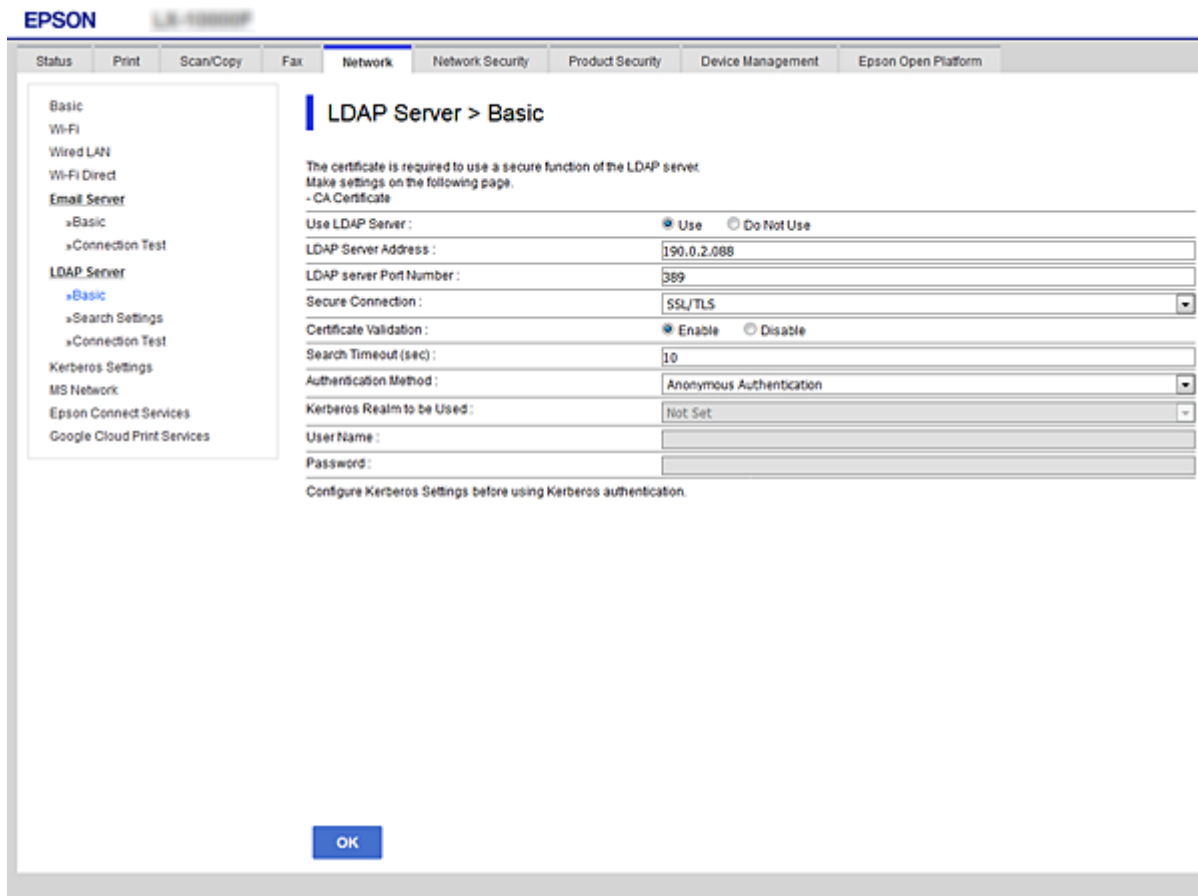 EPSON
Status Print Scan/Copy Fax Network Network Security Product Security Device Management Epson Open Platform
Basic
Wi-Fi
Wired LAN
Wi-Fi Direct
Email Server
»Basic
»Connection Test
LDAP Server
»Basic
»Search Settings
»Connection Test
Kerberos Settings
MS Network
Epson Connect Services
Google Cloud Print Services
LDAP Server > Basic
The certificate is required to use a secure function of the LDAP server.
Make settings on the following page.
- CA Certificate
Use LDAP Server : Use Do Not Use
LDAP Server Address : 190.0.2.088
LDAP server Port Number : 389
Secure Connection : SSL/TLS
Certificate Validation : Enable Disable
Search Timeout (sec) : 10
Authentication Method : Anonymous Authentication
Kerberos Realm to be Used : Not Set
User Name :
Password :
Configure Kerberos Settings before using Kerberos authentication.
OK